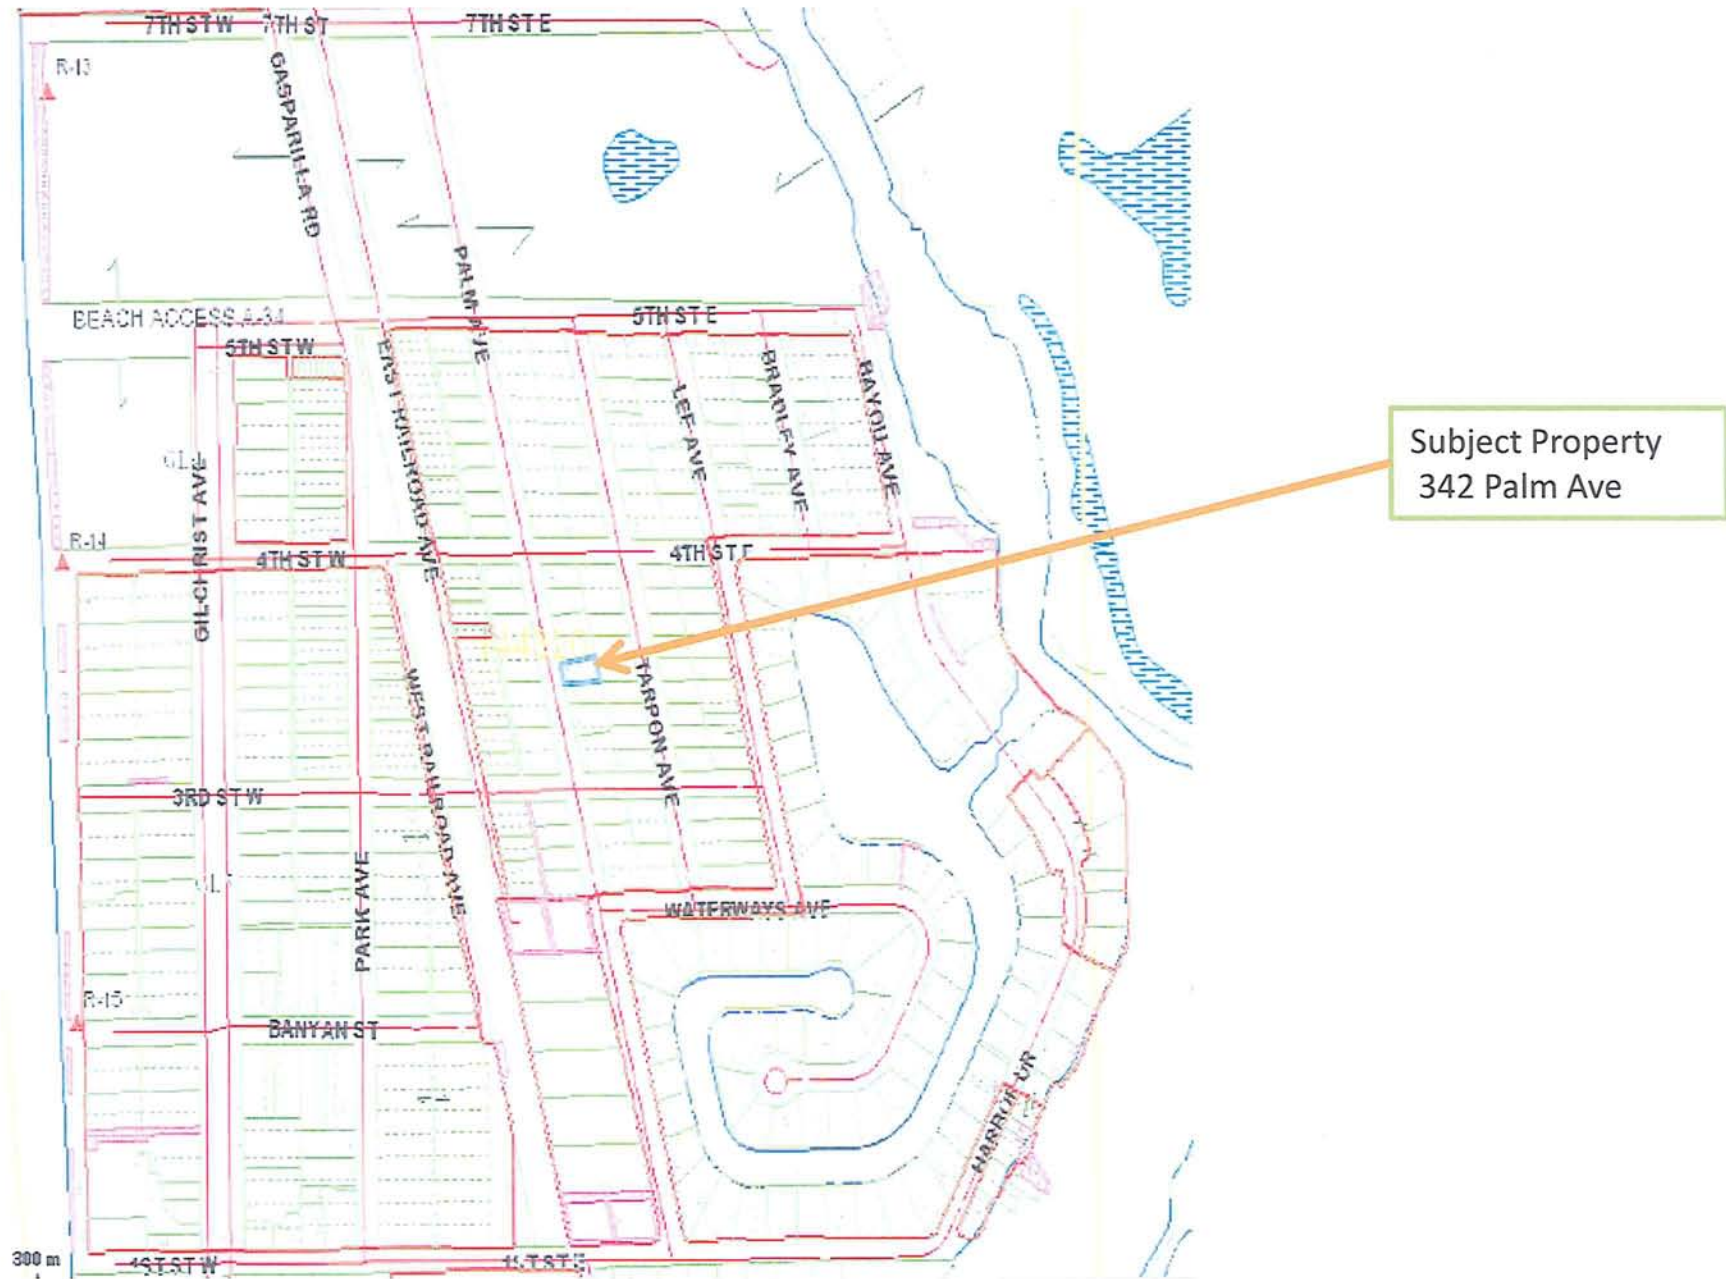 7TH ST W
7TH ST
7TH ST E
R-13
GASPARILLA RD
PALM AVE
BEACH ACCESS A-34
5TH ST E
5TH ST W
EAST RAILROAD AVE
LEE AVE
BRADLEY AVE
BAYOU AVE
Subject Property
342 Palm Ave
GILCHRIST AVE
R-14
4TH ST W
4TH ST E
WEST RAILROAD AVE
TARPON AVE
3RD ST W
PARK AVE
WATERWAYS AVE
R-15
BANYAN ST
HARBOR DR
300 m
1ST ST W
1ST ST E